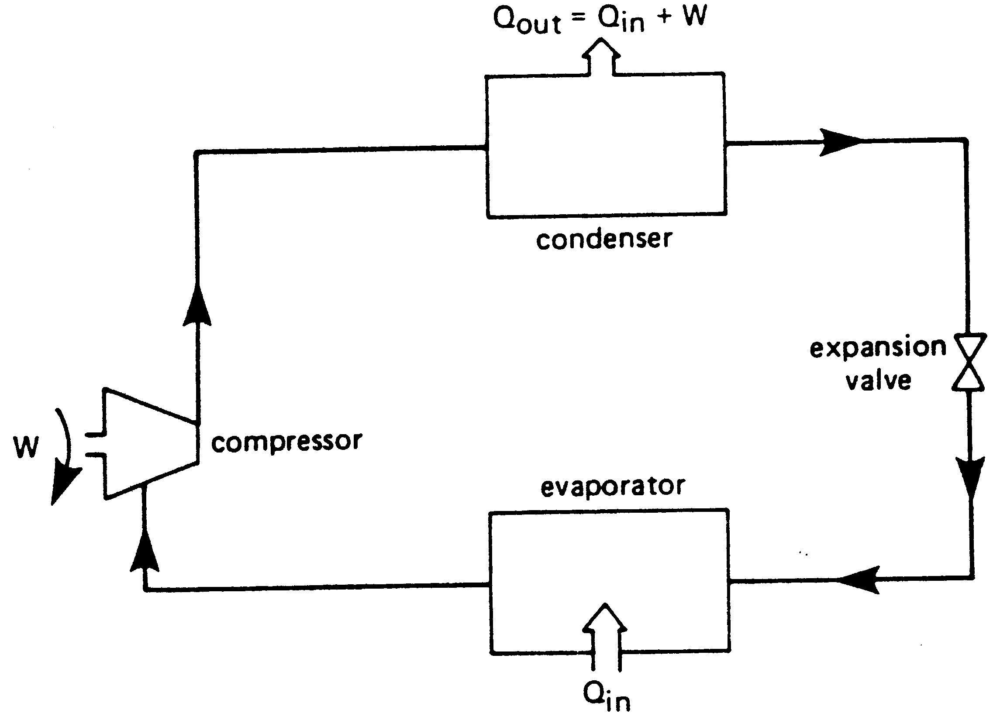 Qout = Qin + W
condenser
expansion
valve
W
compressor
evaporator
Qin